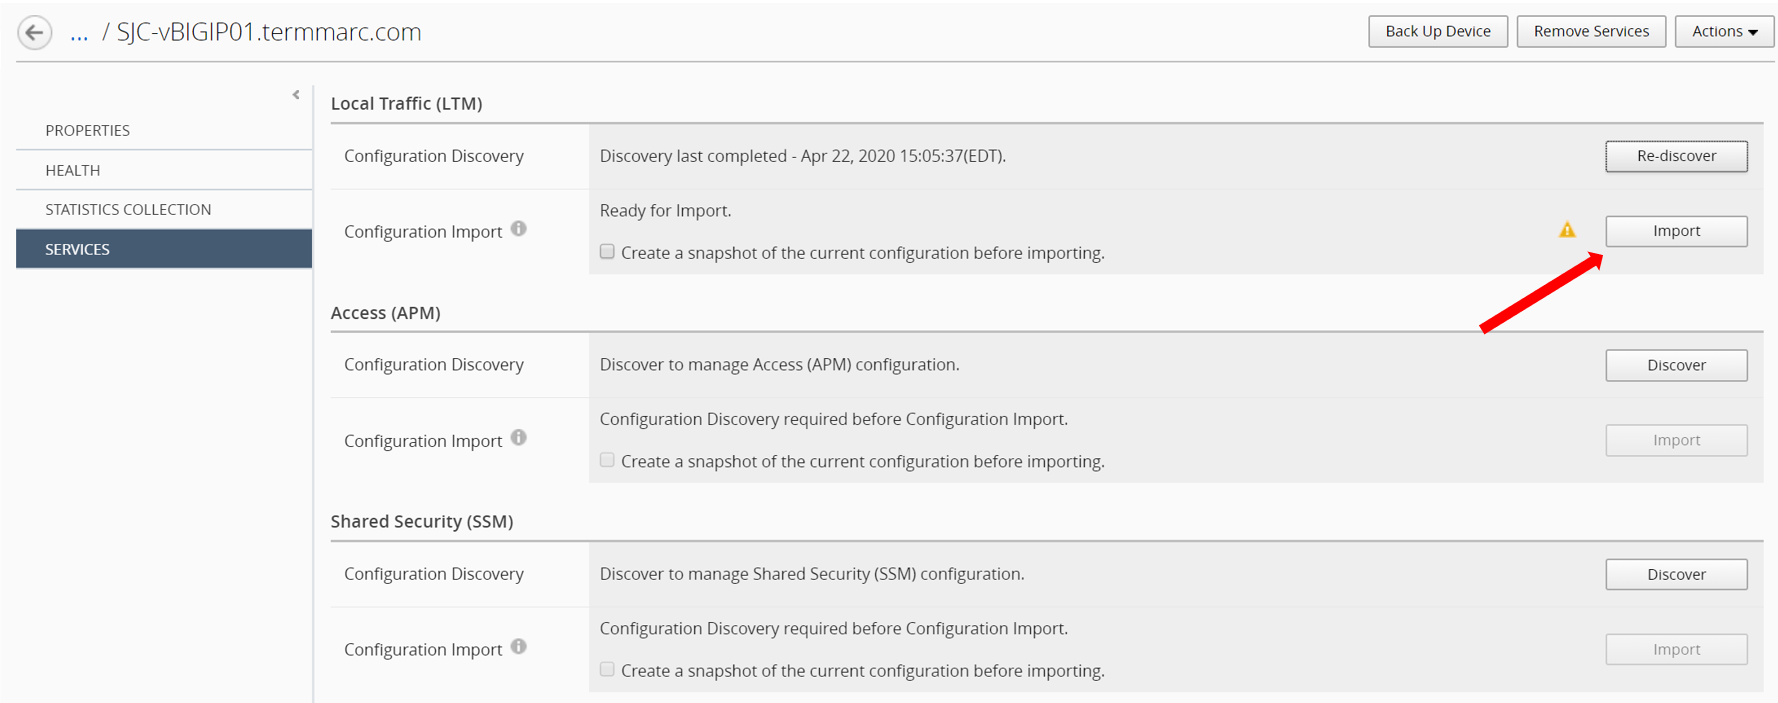 ... / SJC-vBIGIP01.termmarc.com
Back Up Device
Remove Services
Actions
PROPERTIES
HEALTH
STATISTICS COLLECTION
SERVICES
Local Traffic (LTM)
Configuration Discovery
Discovery last completed - Apr 22, 2020 15:05:37(EDT).
Re-discover
Configuration Import
Ready for Import.
Create a snapshot of the current configuration before importing.
Import
Access (APM)
Configuration Discovery
Discover to manage Access (APM) configuration.
Discover
Configuration Import
Configuration Discovery required before Configuration Import.
Create a snapshot of the current configuration before importing.
Import
Shared Security (SSM)
Configuration Discovery
Discover to manage Shared Security (SSM) configuration.
Discover
Configuration Import
Configuration Discovery required before Configuration Import.
Create a snapshot of the current configuration before importing.
Import